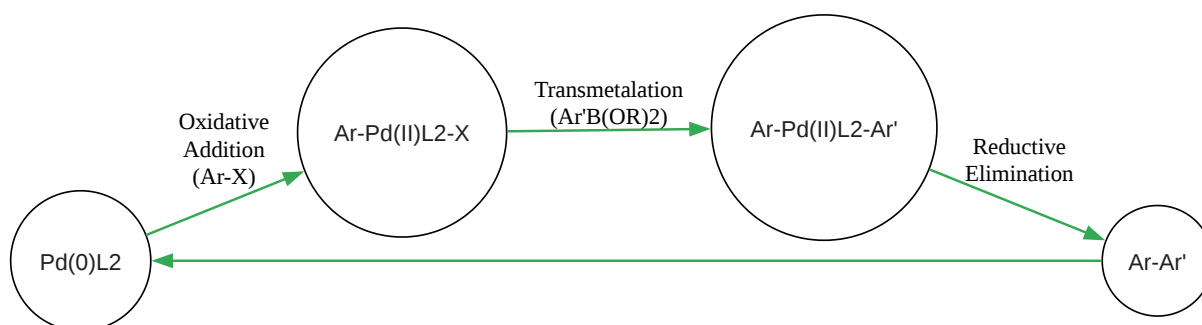 Oxidative
Addition
(Ar-X)
Transmetalation
(Ar'B(OR)2)
Reductive
Elimination
Pd(0)L2
Ar-Pd(II)L2-X
Ar-Pd(II)L2-Ar'
Ar-Ar'